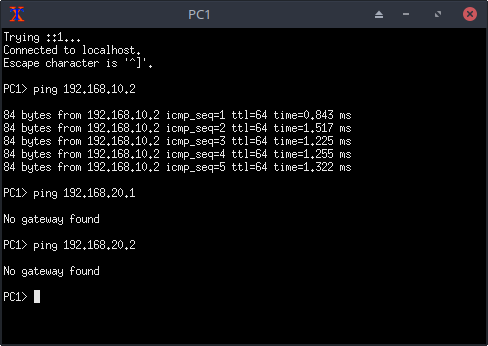 PC1
Trying ::1...
Connected to localhost.
Escape character is '^]'.
PC1> ping 192.168.10.2
84 bytes from 192.168.10.2 icmp_seq=1 ttl=64 time=0.843 ms
84 bytes from 192.168.10.2 icmp_seq=2 ttl=64 time=1.517 ms
84 bytes from 192.168.10.2 icmp_seq=3 ttl=64 time=1.225 ms
84 bytes from 192.168.10.2 icmp_seq=4 ttl=64 time=1.255 ms
84 bytes from 192.168.10.2 icmp_seq=5 ttl=64 time=1.322 ms
PC1> ping 192.168.20.1
No gateway found
PC1> ping 192.168.20.2
No gateway found
PC1>